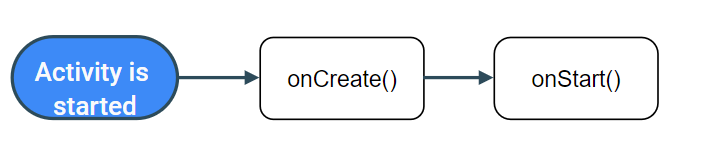 Activity is
started
onCreate()
onStart()